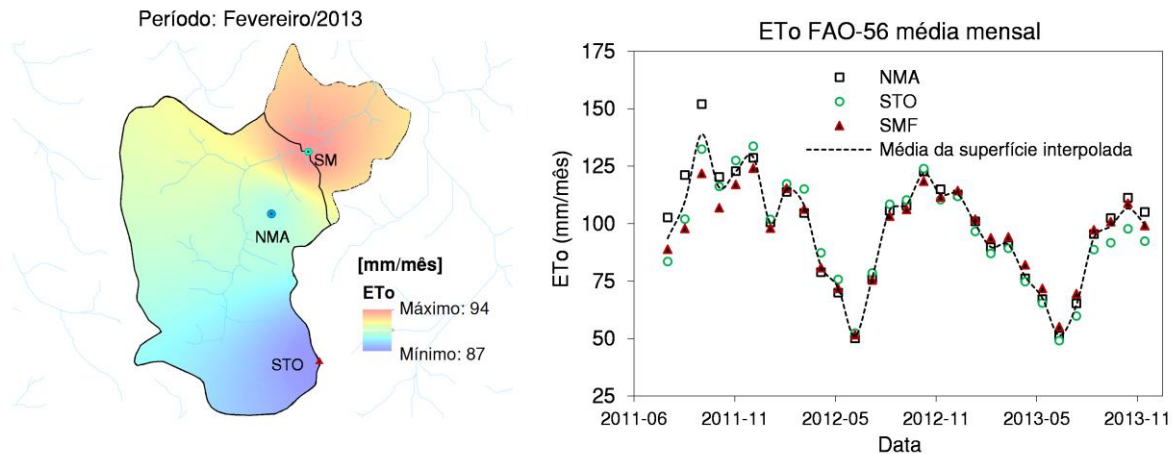 Período: Fevereiro/2013
SM
NMA
STO
[mm/mês]
ETo
Máximo: 94
Mínimo: 87
ETo FAO-56 média mensal
ETo (mm/mês)
175
150
125
100
75
50
25
NMA
STO
SMF
Média da superfície interpolada
2011-06 2011-11 2012-05 2012-11 2013-05 2013-11
Data